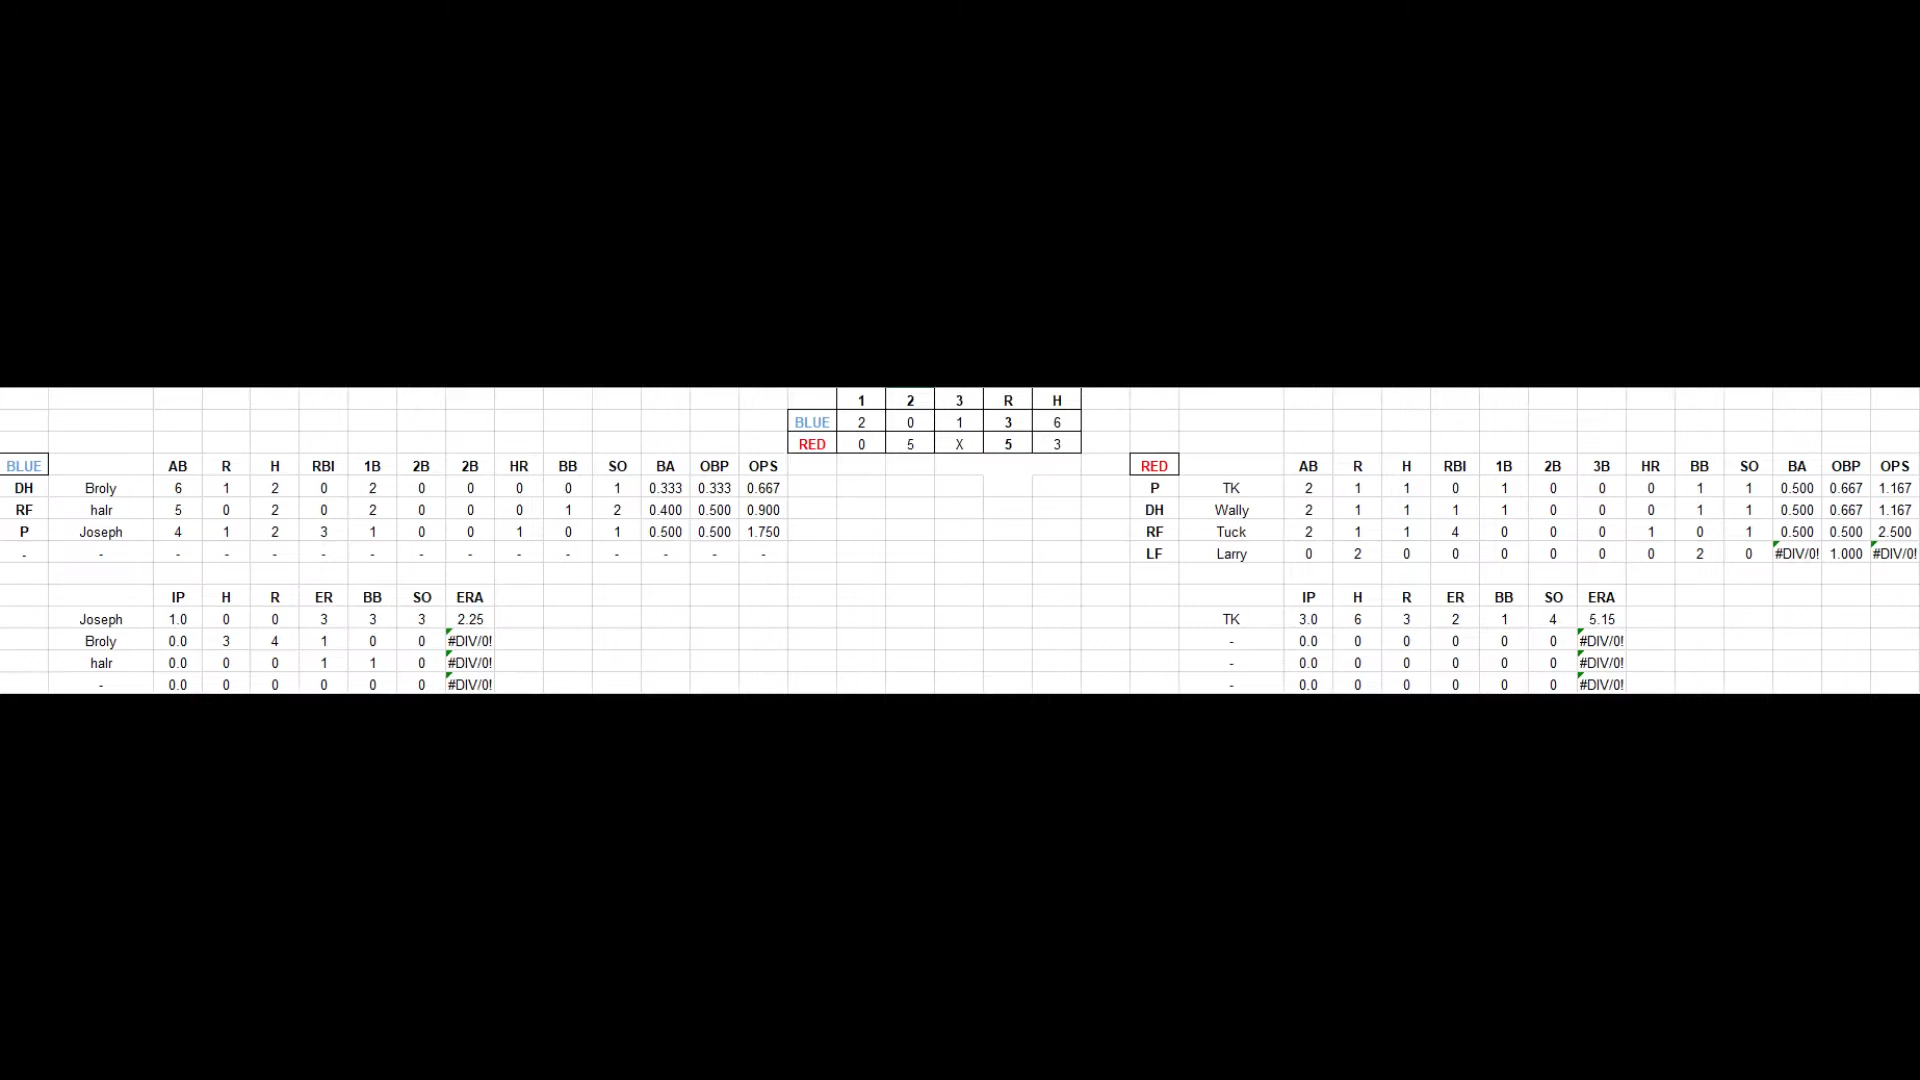 1 2 3 R H
BLUE 2 0 1 3 6
RED 0 5 X 5 3
BLUE AB R H RBI 1B 2B 2B HR BB SO BA OBP OPS
DH Broly 6 1 2 0 2 0 0 0 0 1 0.333 0.333 0.667
RF halr 5 0 2 0 2 0 0 0 1 2 0.400 0.500 0.900
P Joseph 4 1 2 3 1 0 0 1 0 1 0.500 0.500 1.750
- - - - - - - - - - - - - - -
IP H R ER BB SO ERA
Joseph 1.0 0 0 3 3 3 2.25
Broly 0.0 3 4 1 0 0 #DIV/0!
halr 0.0 0 0 1 1 0 #DIV/0!
- 0.0 0 0 0 0 0 #DIV/0!
RED AB R H RBI 1B 2B 3B HR BB SO BA OBP OPS
P TK 2 1 1 0 1 0 0 0 1 1 0.500 0.667 1.167
DH Wally 2 1 1 1 1 0 0 0 1 1 0.500 0.667 1.167
RF Tuck 2 1 1 4 0 0 0 1 0 1 0.500 0.500 2.500
LF Larry 0 2 0 0 0 0 0 0 2 0 #DIV/0! 1.000 #DIV/0!
IP H R ER BB SO ERA
TK 3.0 6 3 2 1 4 5.15
- 0.0 0 0 0 0 0 #DIV/0!
- 0.0 0 0 0 0 0 #DIV/0!
- 0.0 0 0 0 0 0 #DIV/0!